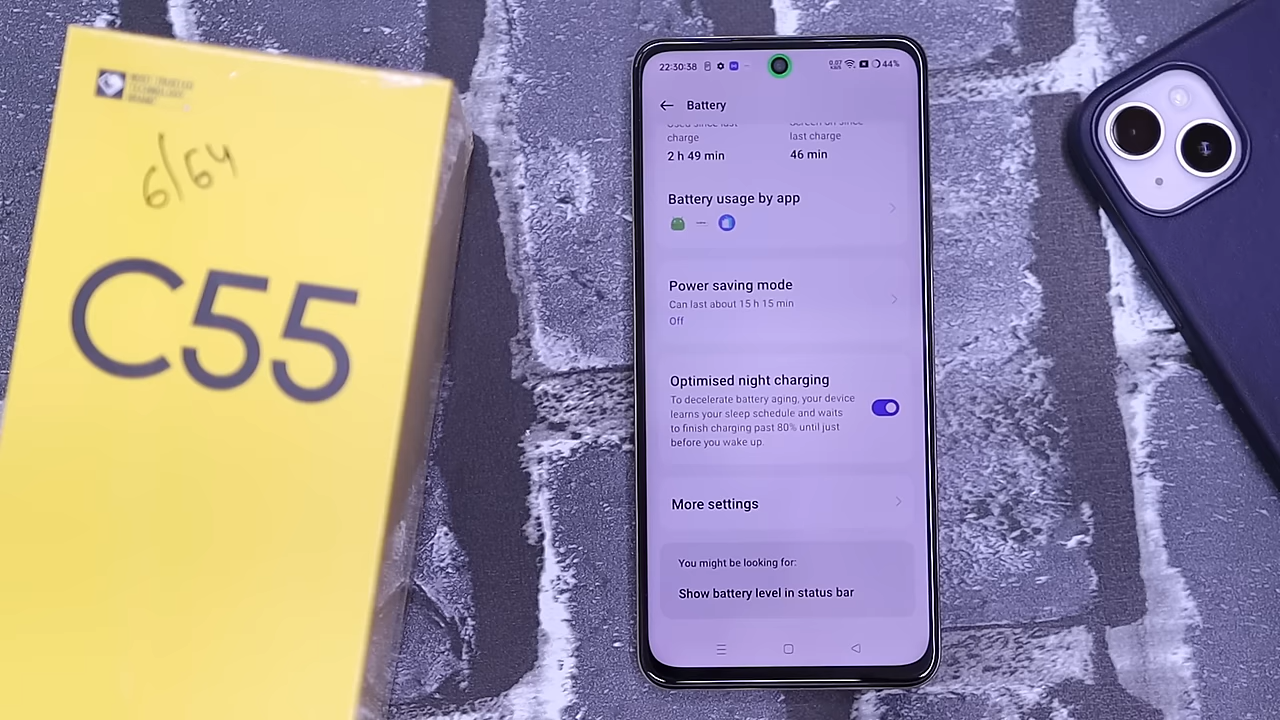 6/64
C55
22:30:38
44%
Battery
charge
2 h 49 min
Screen on since
last charge
46 min
Battery usage by app
Power saving mode
Can last about 15 h 15 min
Off
Optimised night charging
To decelerate battery aging, your device
learns your sleep schedule and waits
to finish charging past 80% until just
before you wake up.
More settings
You might be looking for:
Show battery level in status bar